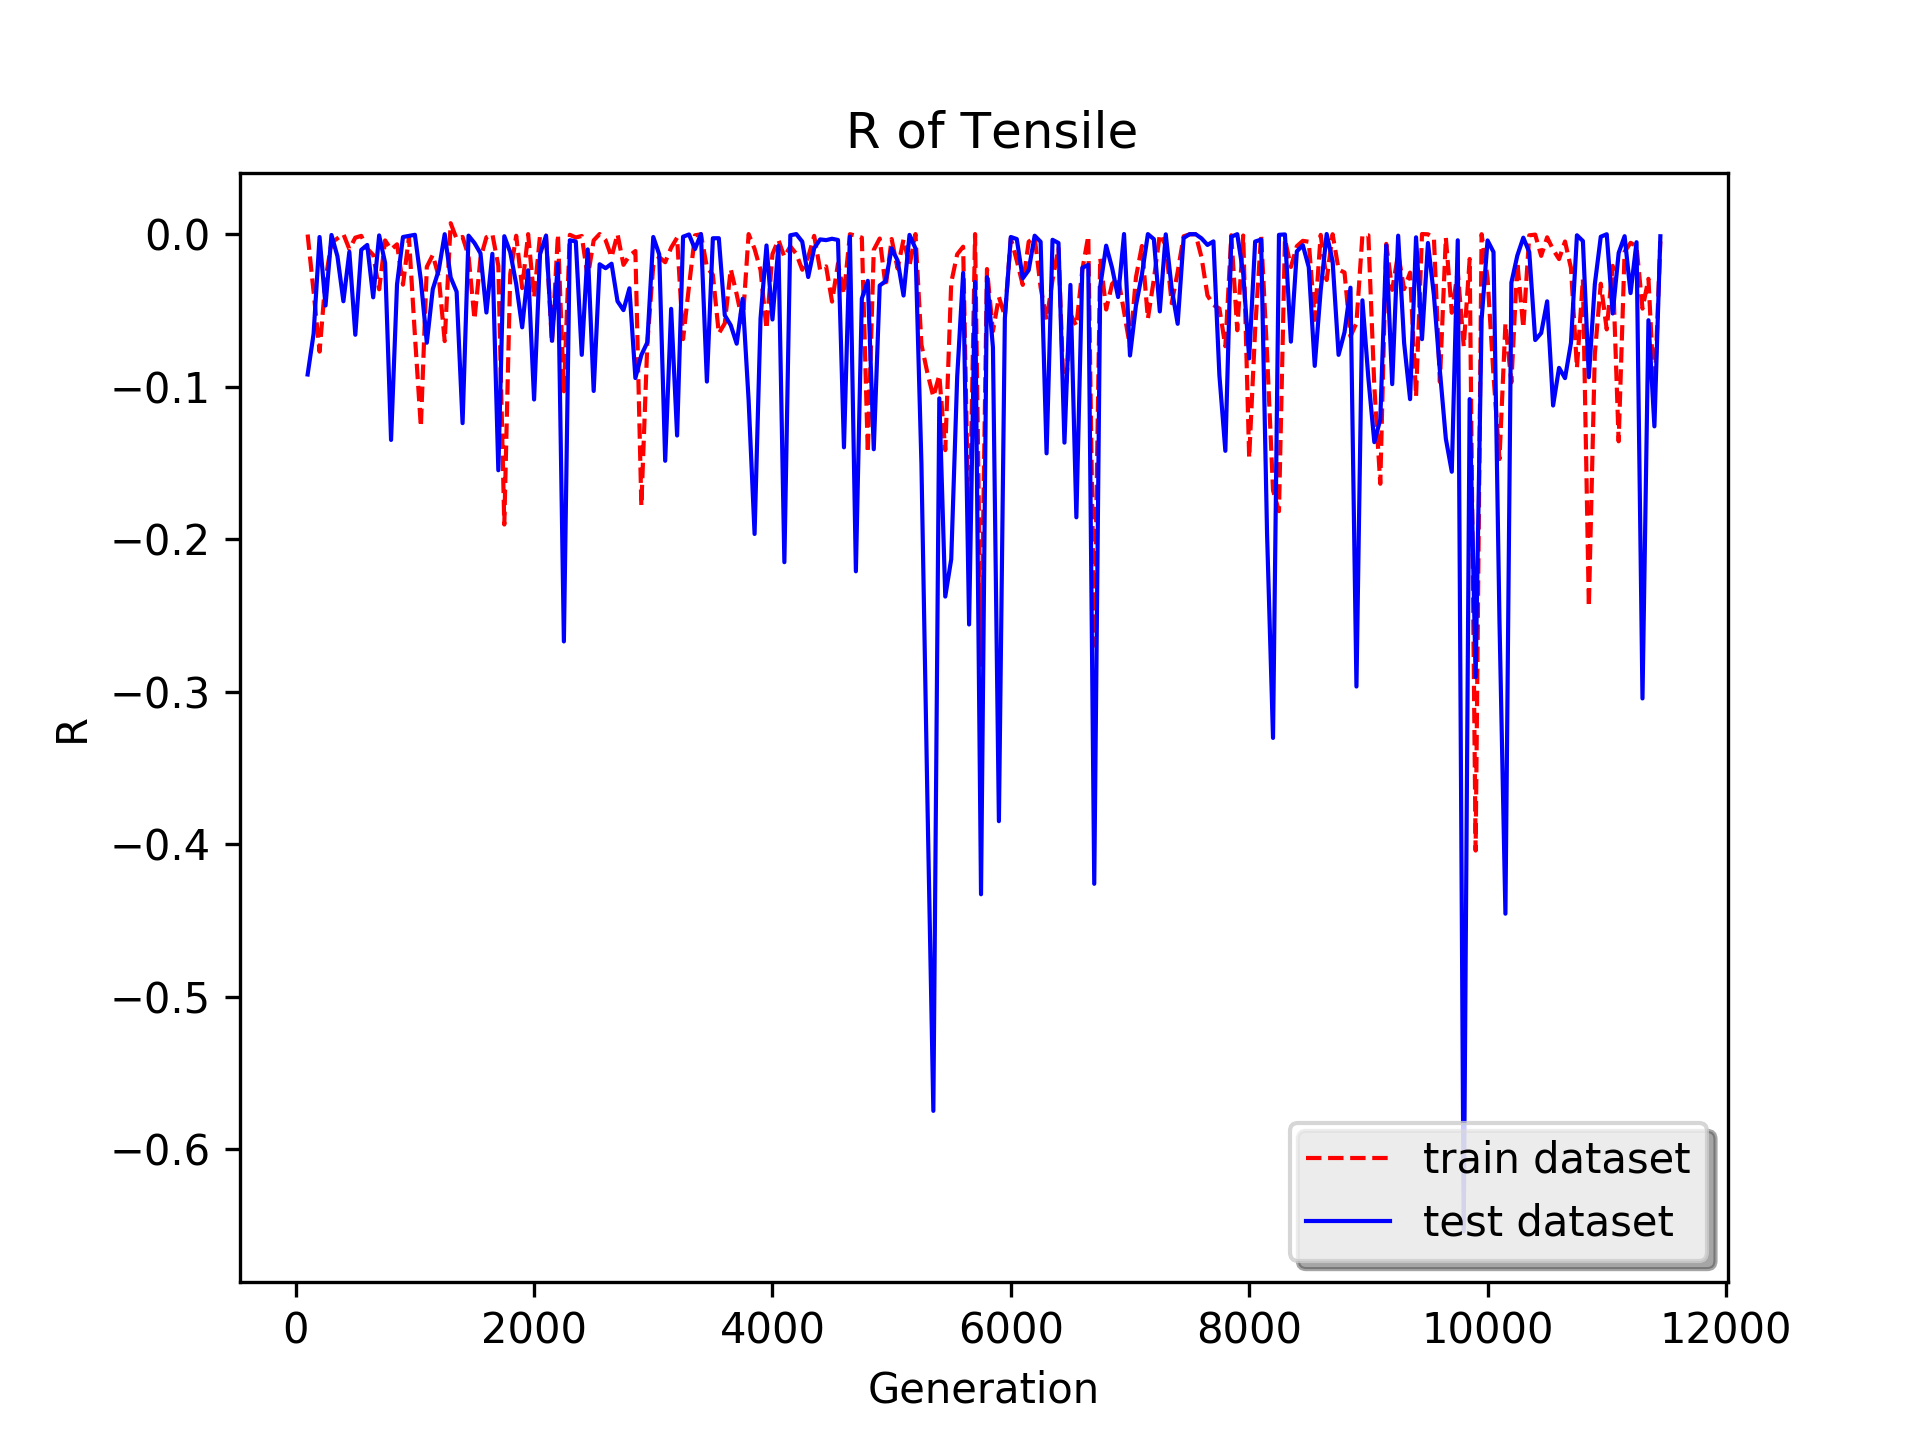 R of Tensile
0.0
−0.1
−0.2
−0.3
−0.4
−0.5
−0.6
R
train dataset
test dataset
0 2000 4000 6000 8000 10000 12000
Generation